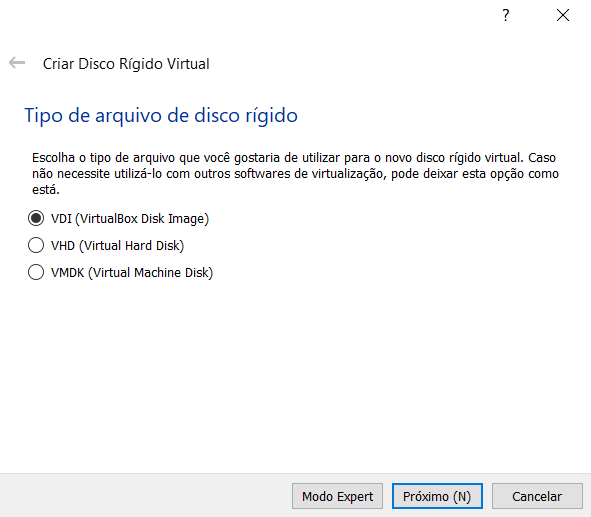 ?
Criar Disco Rígido Virtual
Tipo de arquivo de disco rígido
Escolha o tipo de arquivo que você gostaria de utilizar para o novo disco rígido virtual. Caso
não necessite utilizá-lo com outros softwares de virtualização, pode deixar esta opção como
está.
VDI (VirtualBox Disk Image)
VHD (Virtual Hard Disk)
VMDK (Virtual Machine Disk)
Modo Expert Próximo (N) Cancelar